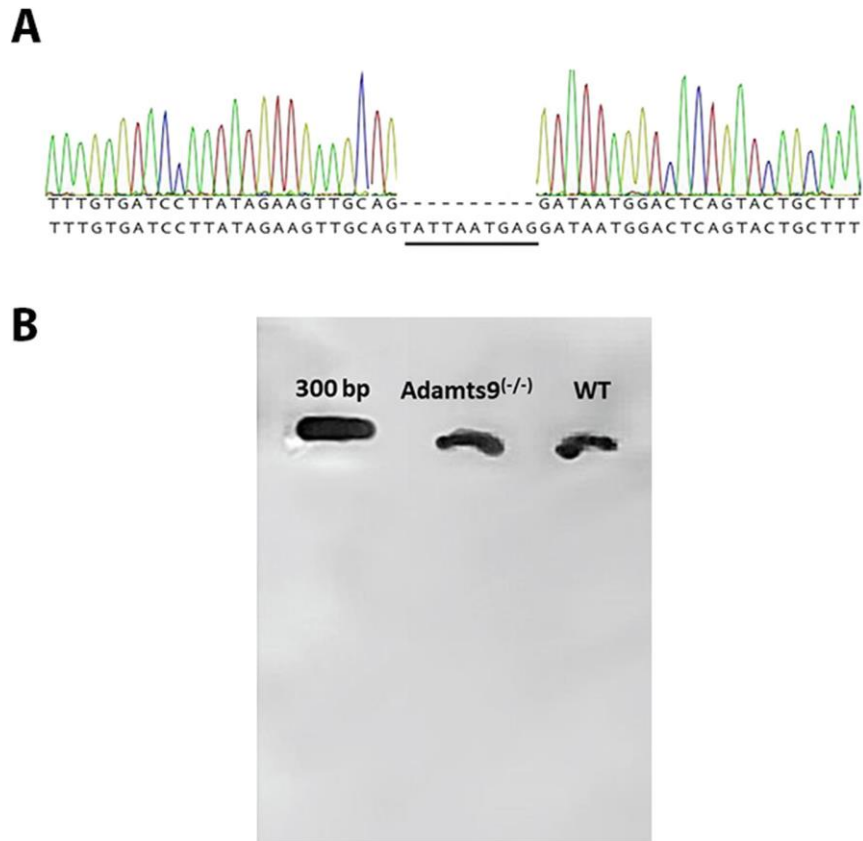 A
TTTGTGATCCTTATAGAAGTTGCAG----------GATAATGGACTCAGTACTGCTTT
TTTGTGATCCTTATAGAAGTTGCAGTATTAATGAGGATAATGGACTCAGTACTGCTTT
B
300 bp Adamts9(-/-) WT